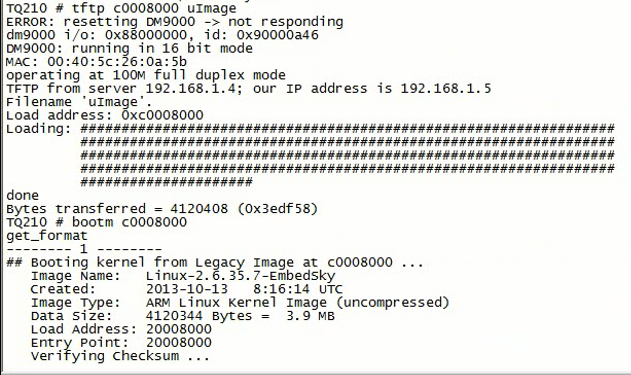 TQ210 # tftp c0008000 uImage
ERROR: resetting DM9000 -> not responding
dm9000 i/o: 0x88000000, id: 0x90000a46
DM9000: running in 16 bit mode
MAC: 00:40:5c:26:0a:5b
operating at 100M full duplex mode
TFTP from server 192.168.1.4; our IP address is 192.168.1.5
Filename 'uImage'.
Load address: 0xc0008000
Loading: #################################################################
#################################################################
#################################################################
#################################################################
#####################
done
Bytes transferred = 4120408 (0x3edf58)
TQ210 # bootm c0008000
get_format
-------- 1 --------
## Booting kernel from Legacy Image at c0008000 ...
Image Name:   Linux-2.6.35.7-EmbedSky
Created:      2013-10-13   8:16:14 UTC
Image Type:   ARM Linux Kernel Image (uncompressed)
Data Size:    4120344 Bytes =  3.9 MB
Load Address: 20008000
Entry Point:  20008000
Verifying Checksum ...